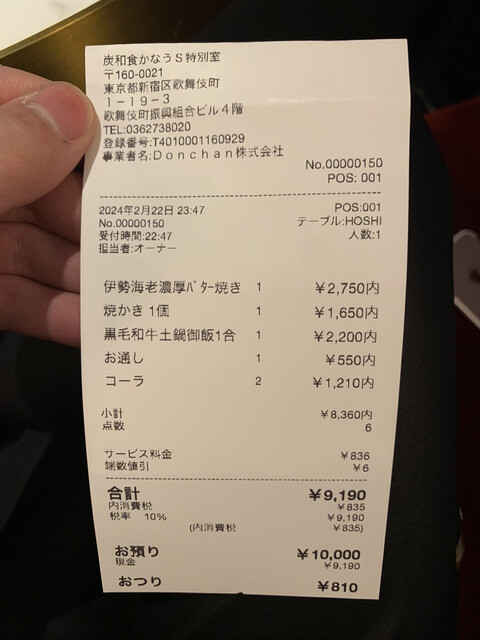 炭和食かなうS特別室
〒160-0021
東京都新宿区歌舞伎町
1-19-3
歌舞伎町振興組合ビル4階
TEL:0362738020
登録番号:T4010001160929
事業者名:Donchan株式会社
No.00000150
POS: 001
2024年2月22日 23:47 POS:001
No.00000150 テーブル:HOSHI
受付時間:22:47 人数:1
担当者:オーナー
伊勢海老濃厚バター焼き 1 ¥2,750内
焼かき 1個 1 ¥1,650内
黒毛和牛土鍋御飯1合 1 ¥2,200内
お通し 1 ¥550内
コーラ 2 ¥1,210内
小計 ¥8,360内
点数 6
サービス料金 ¥836
端数値引 ¥6
合計 ¥9,190
内消費税 ¥835
税率 10% ¥9,190
(内消費税 ¥835)
お預り ¥10,000
現金 ¥9,190
おつり ¥810